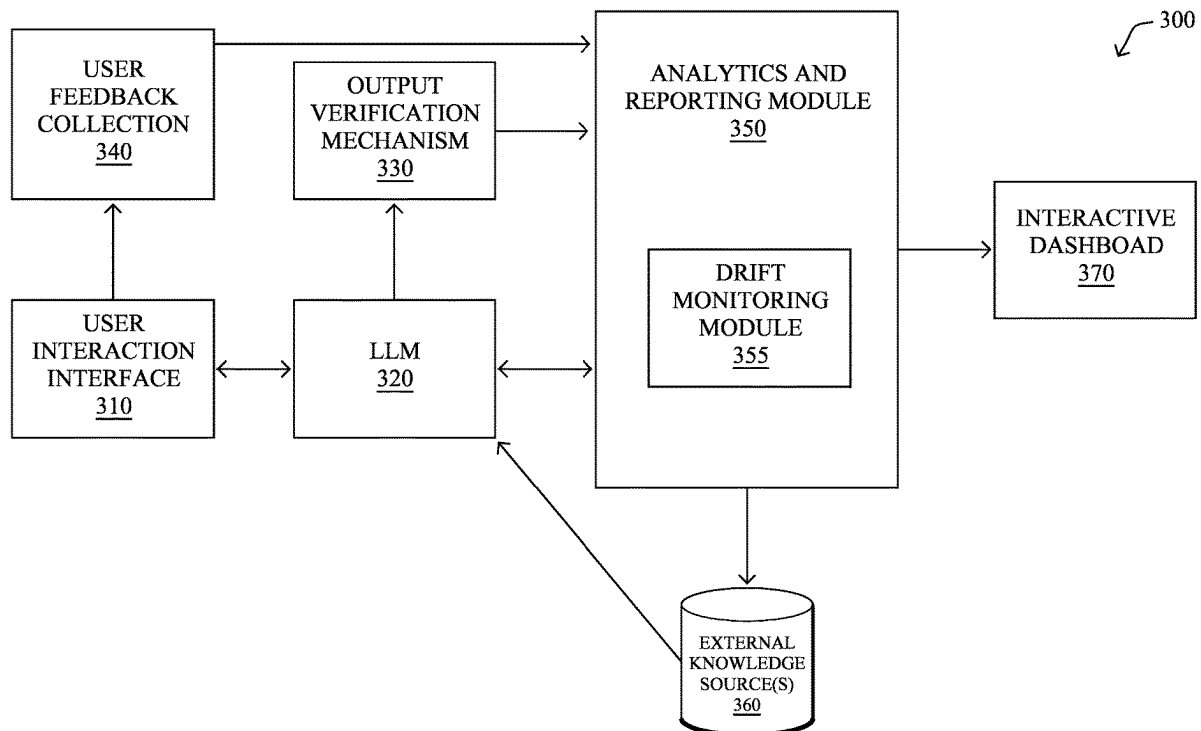 300
USER
FEEDBACK
COLLECTION
340
OUTPUT
VERIFICATION
MECHANISM
330
ANALYTICS AND
REPORTING MODULE
350
INTERACTIVE
DASHBOAD
370
USER
INTERACTION
INTERFACE
310
LLM
320
DRIFT
MONITORING
MODULE
355
EXTERNAL
KNOWLEDGE
SOURCE(S)
360